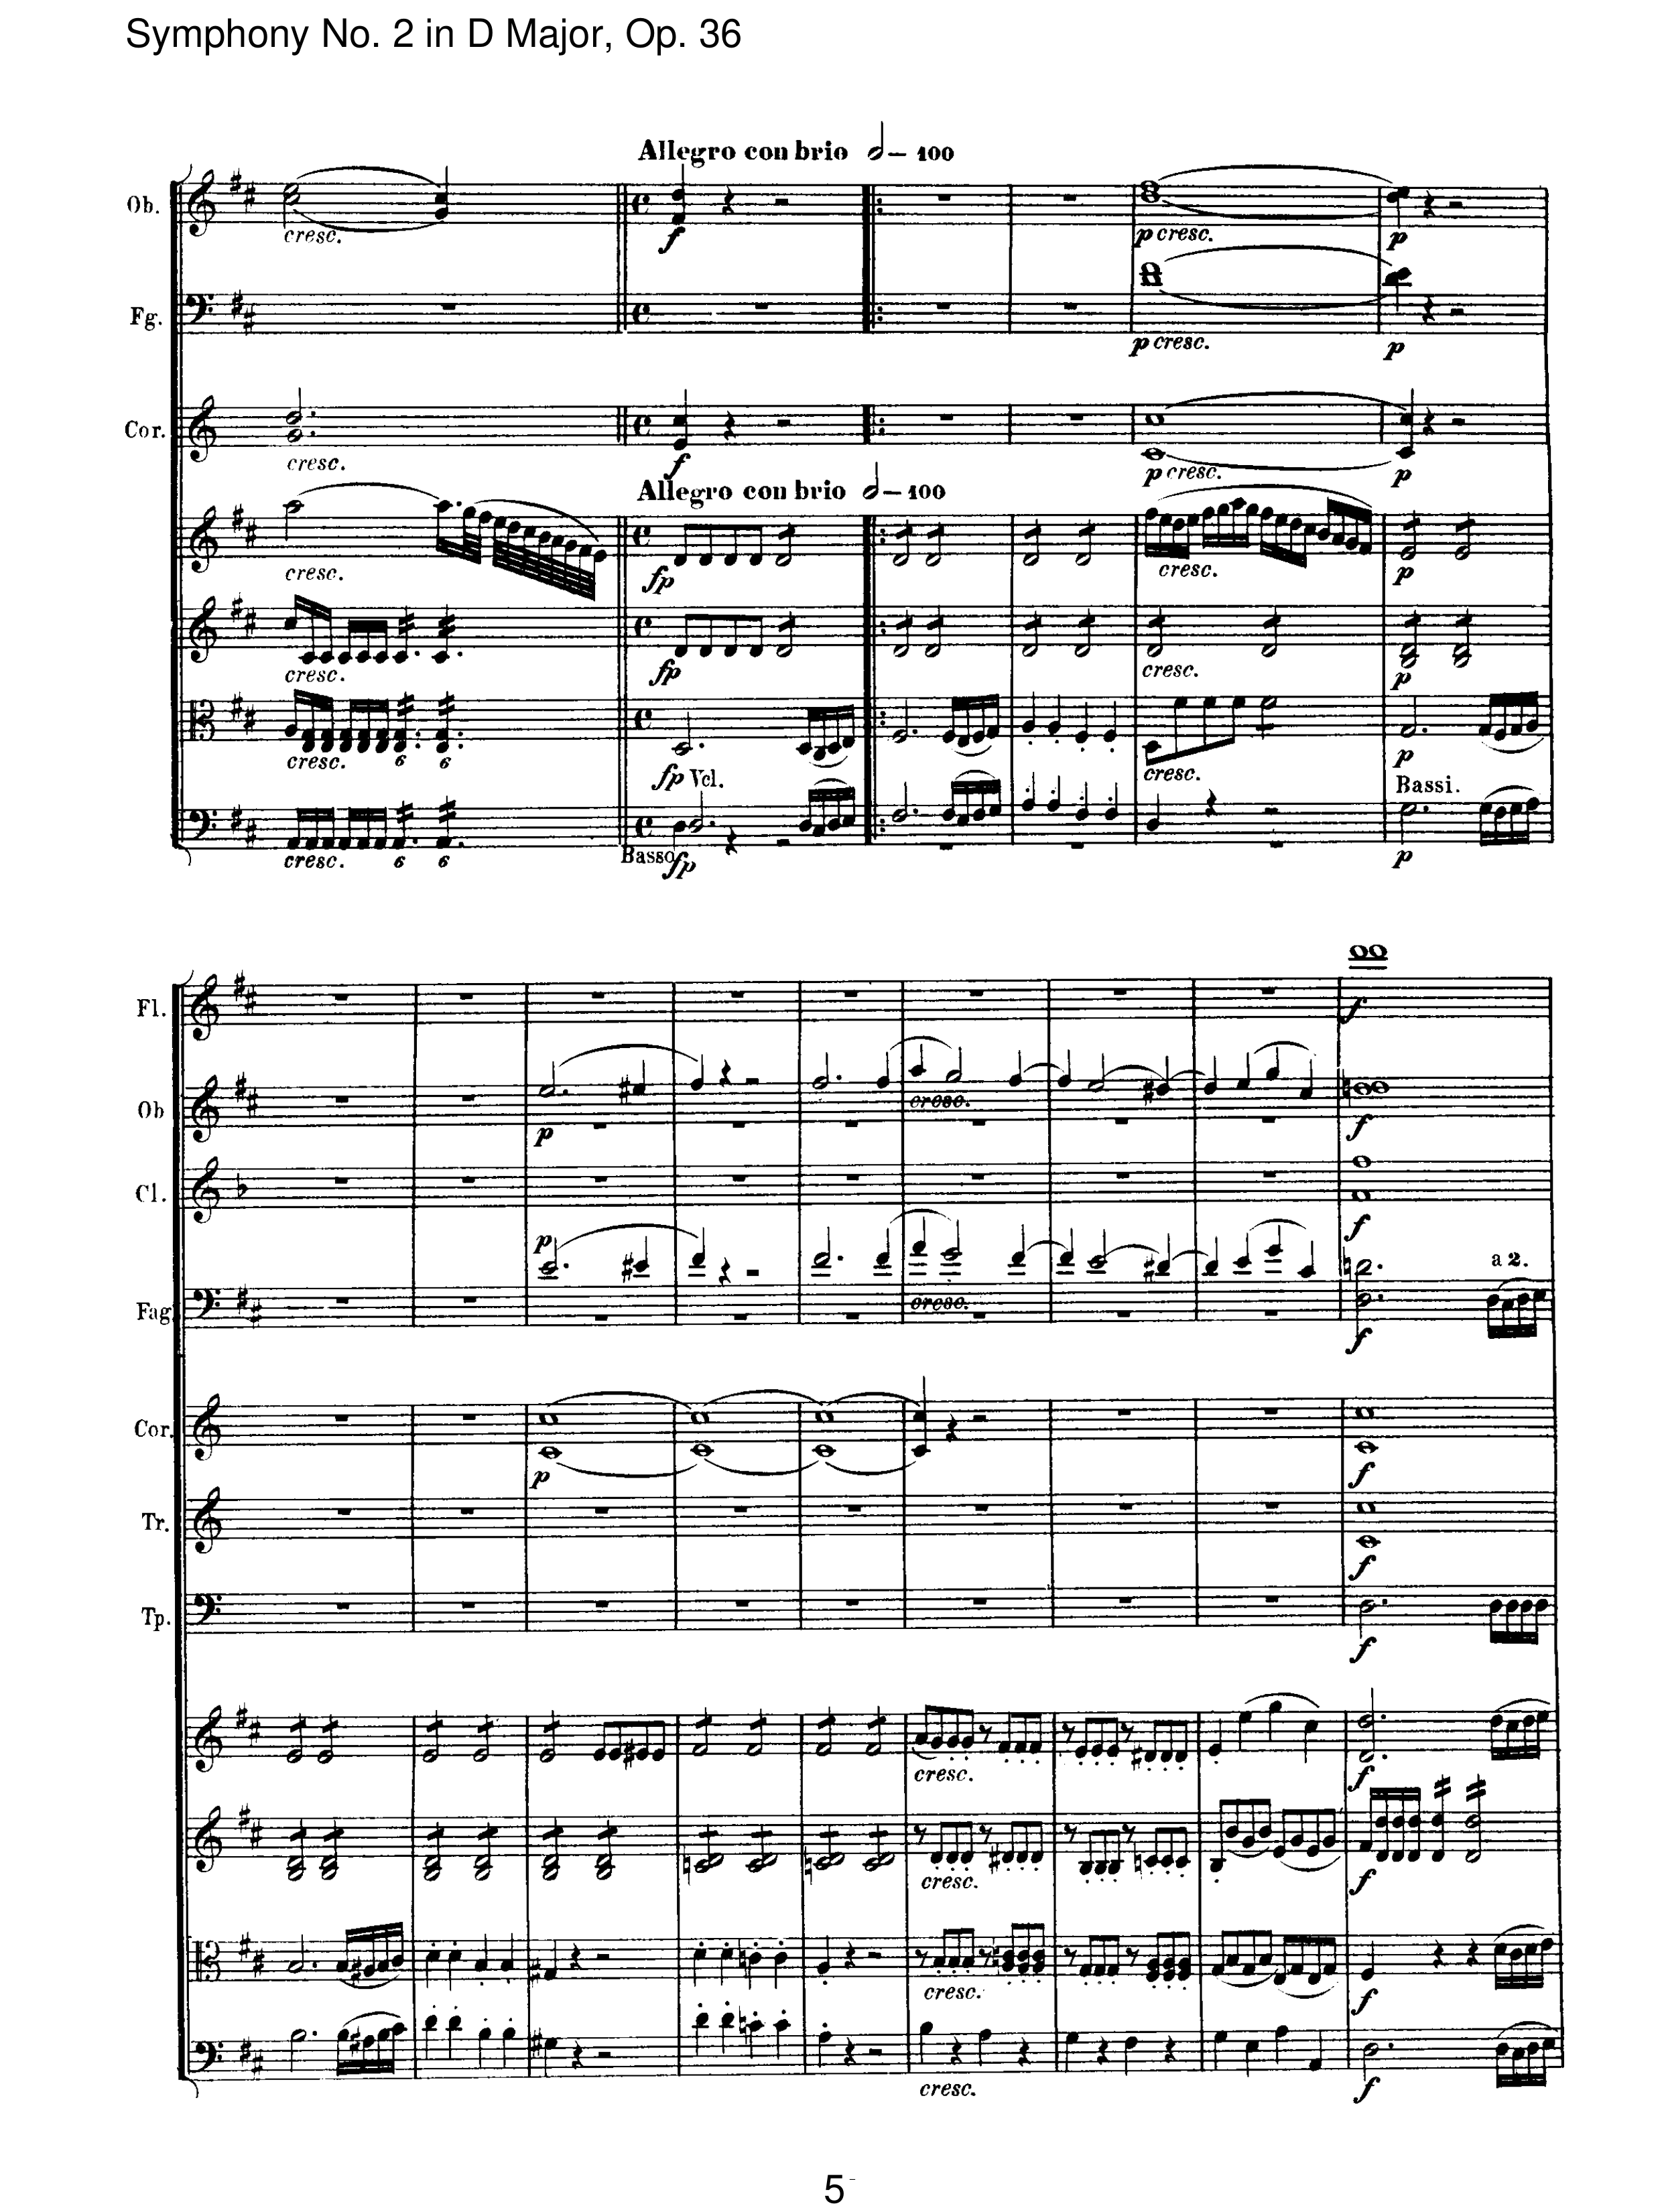 Symphony No. 2 in D Major, Op. 36
Allegro con brio 𝅗𝅥 – 100
Ob.
cresc.
f
p cresc.
p
Fg.
p cresc.
p
Cor.
cresc.
f
p cresc.
p
Allegro con brio 𝅗𝅥 – 100
cresc.
fp
cresc.
p
cresc.
fp
cresc.
p
cresc.
6
6
fp Vcl.
cresc.
p
Bassi.
cresc.
6
6
Basso
fp
p
Fl.
f
Ob
p
cresc.
f
Cl.
f
p
Fag.
cresc.
a 2.
f
Cor.
p
f
Tr.
f
Tp.
f
cresc.
f
cresc.
f
cresc.
f
cresc.
f
5